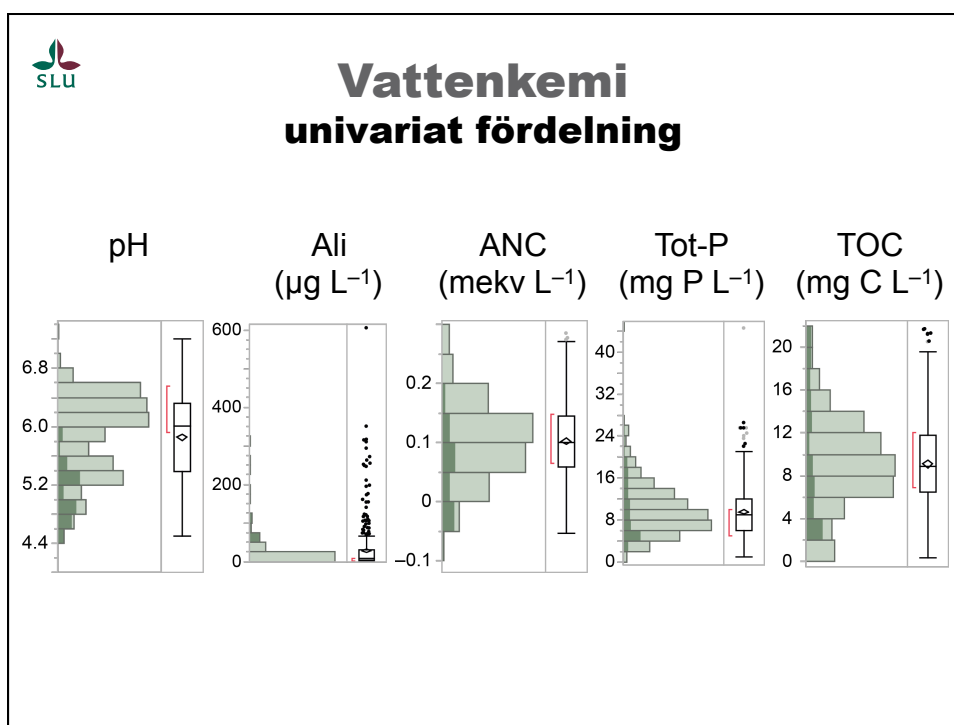 SLU
Vattenkemi
univariat fördelning
pH
Ali
(µg L–1)
ANC
(mekv L–1)
Tot-P
(mg P L–1)
TOC
(mg C L–1)
6.8
6.0
5.2
4.4
600
400
200
0
0.2
0.1
0
–0.1
44
32
24
16
8
0
20
16
12
8
4
0